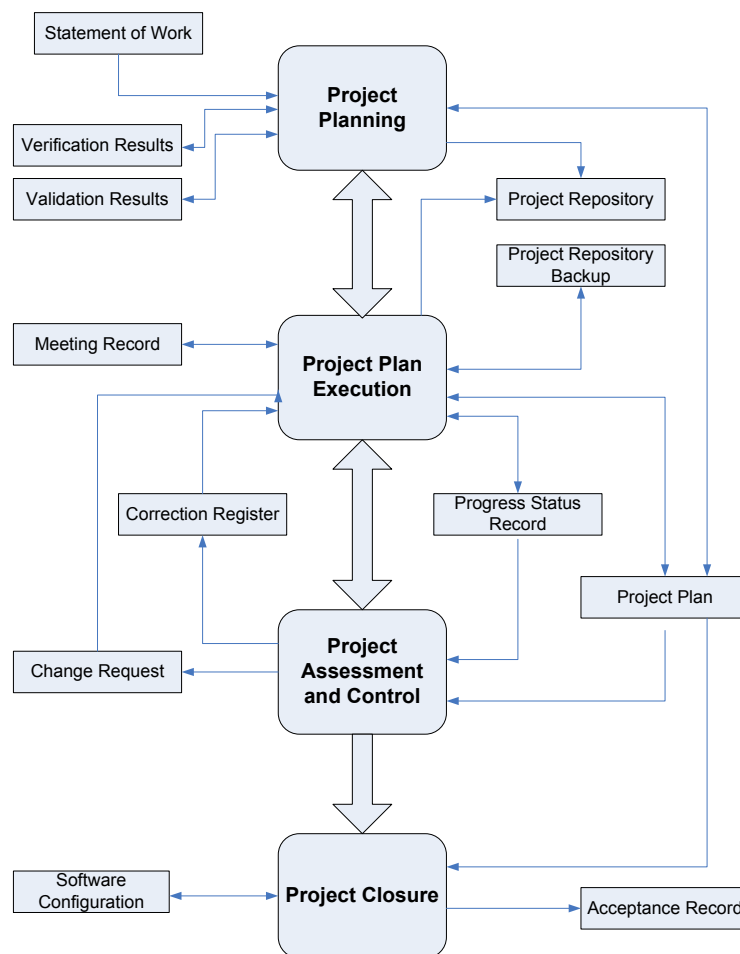 Statement of Work
Project
Planning
Verification Results
Validation Results
Project Repository
Project Repository
Backup
Meeting Record
Project Plan
Execution
Correction Register
Progress Status
Record
Project Plan
Project
Assessment
and Control
Change Request
Software
Configuration
Project Closure
Acceptance Record